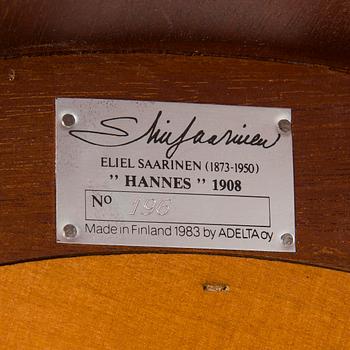 Eliel Saarinen
ELIEL SAARINEN (1873-1950)
" HANNES " 1908
No 196
Made in Finland 1983 by ADELTA oy